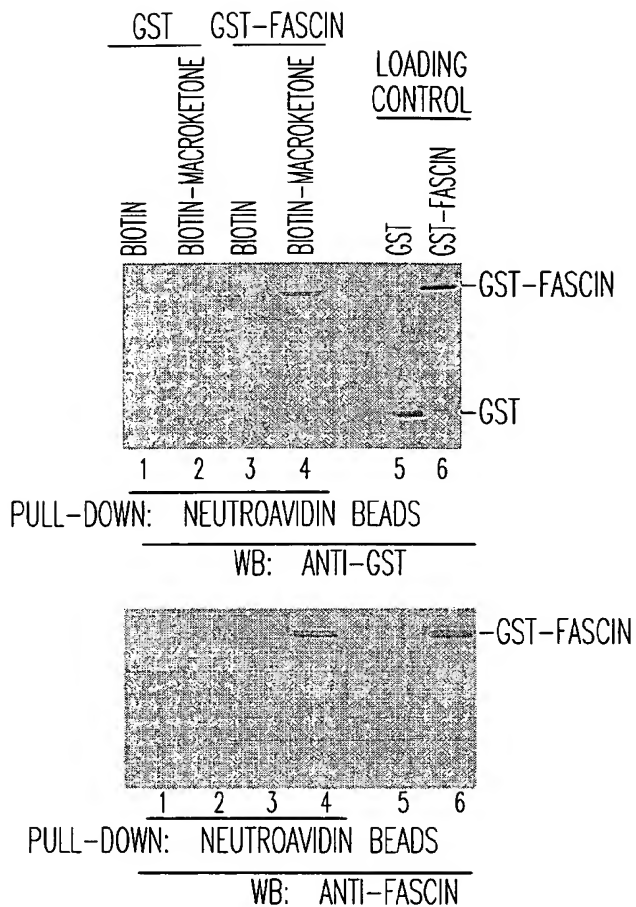 GST GST-FASCIN
LOADING
CONTROL
BIOTIN
BIOTIN-MACROKETONE
BIOTIN
BIOTIN-MACROKETONE
GST
GST-FASCIN
GST-FASCIN
GST
1 2 3 4 5 6
PULL-DOWN: NEUTROAVIDIN BEADS
WB: ANTI-GST
GST-FASCIN
1 2 3 4 5 6
PULL-DOWN: NEUTROAVIDIN BEADS
WB: ANTI-FASCIN